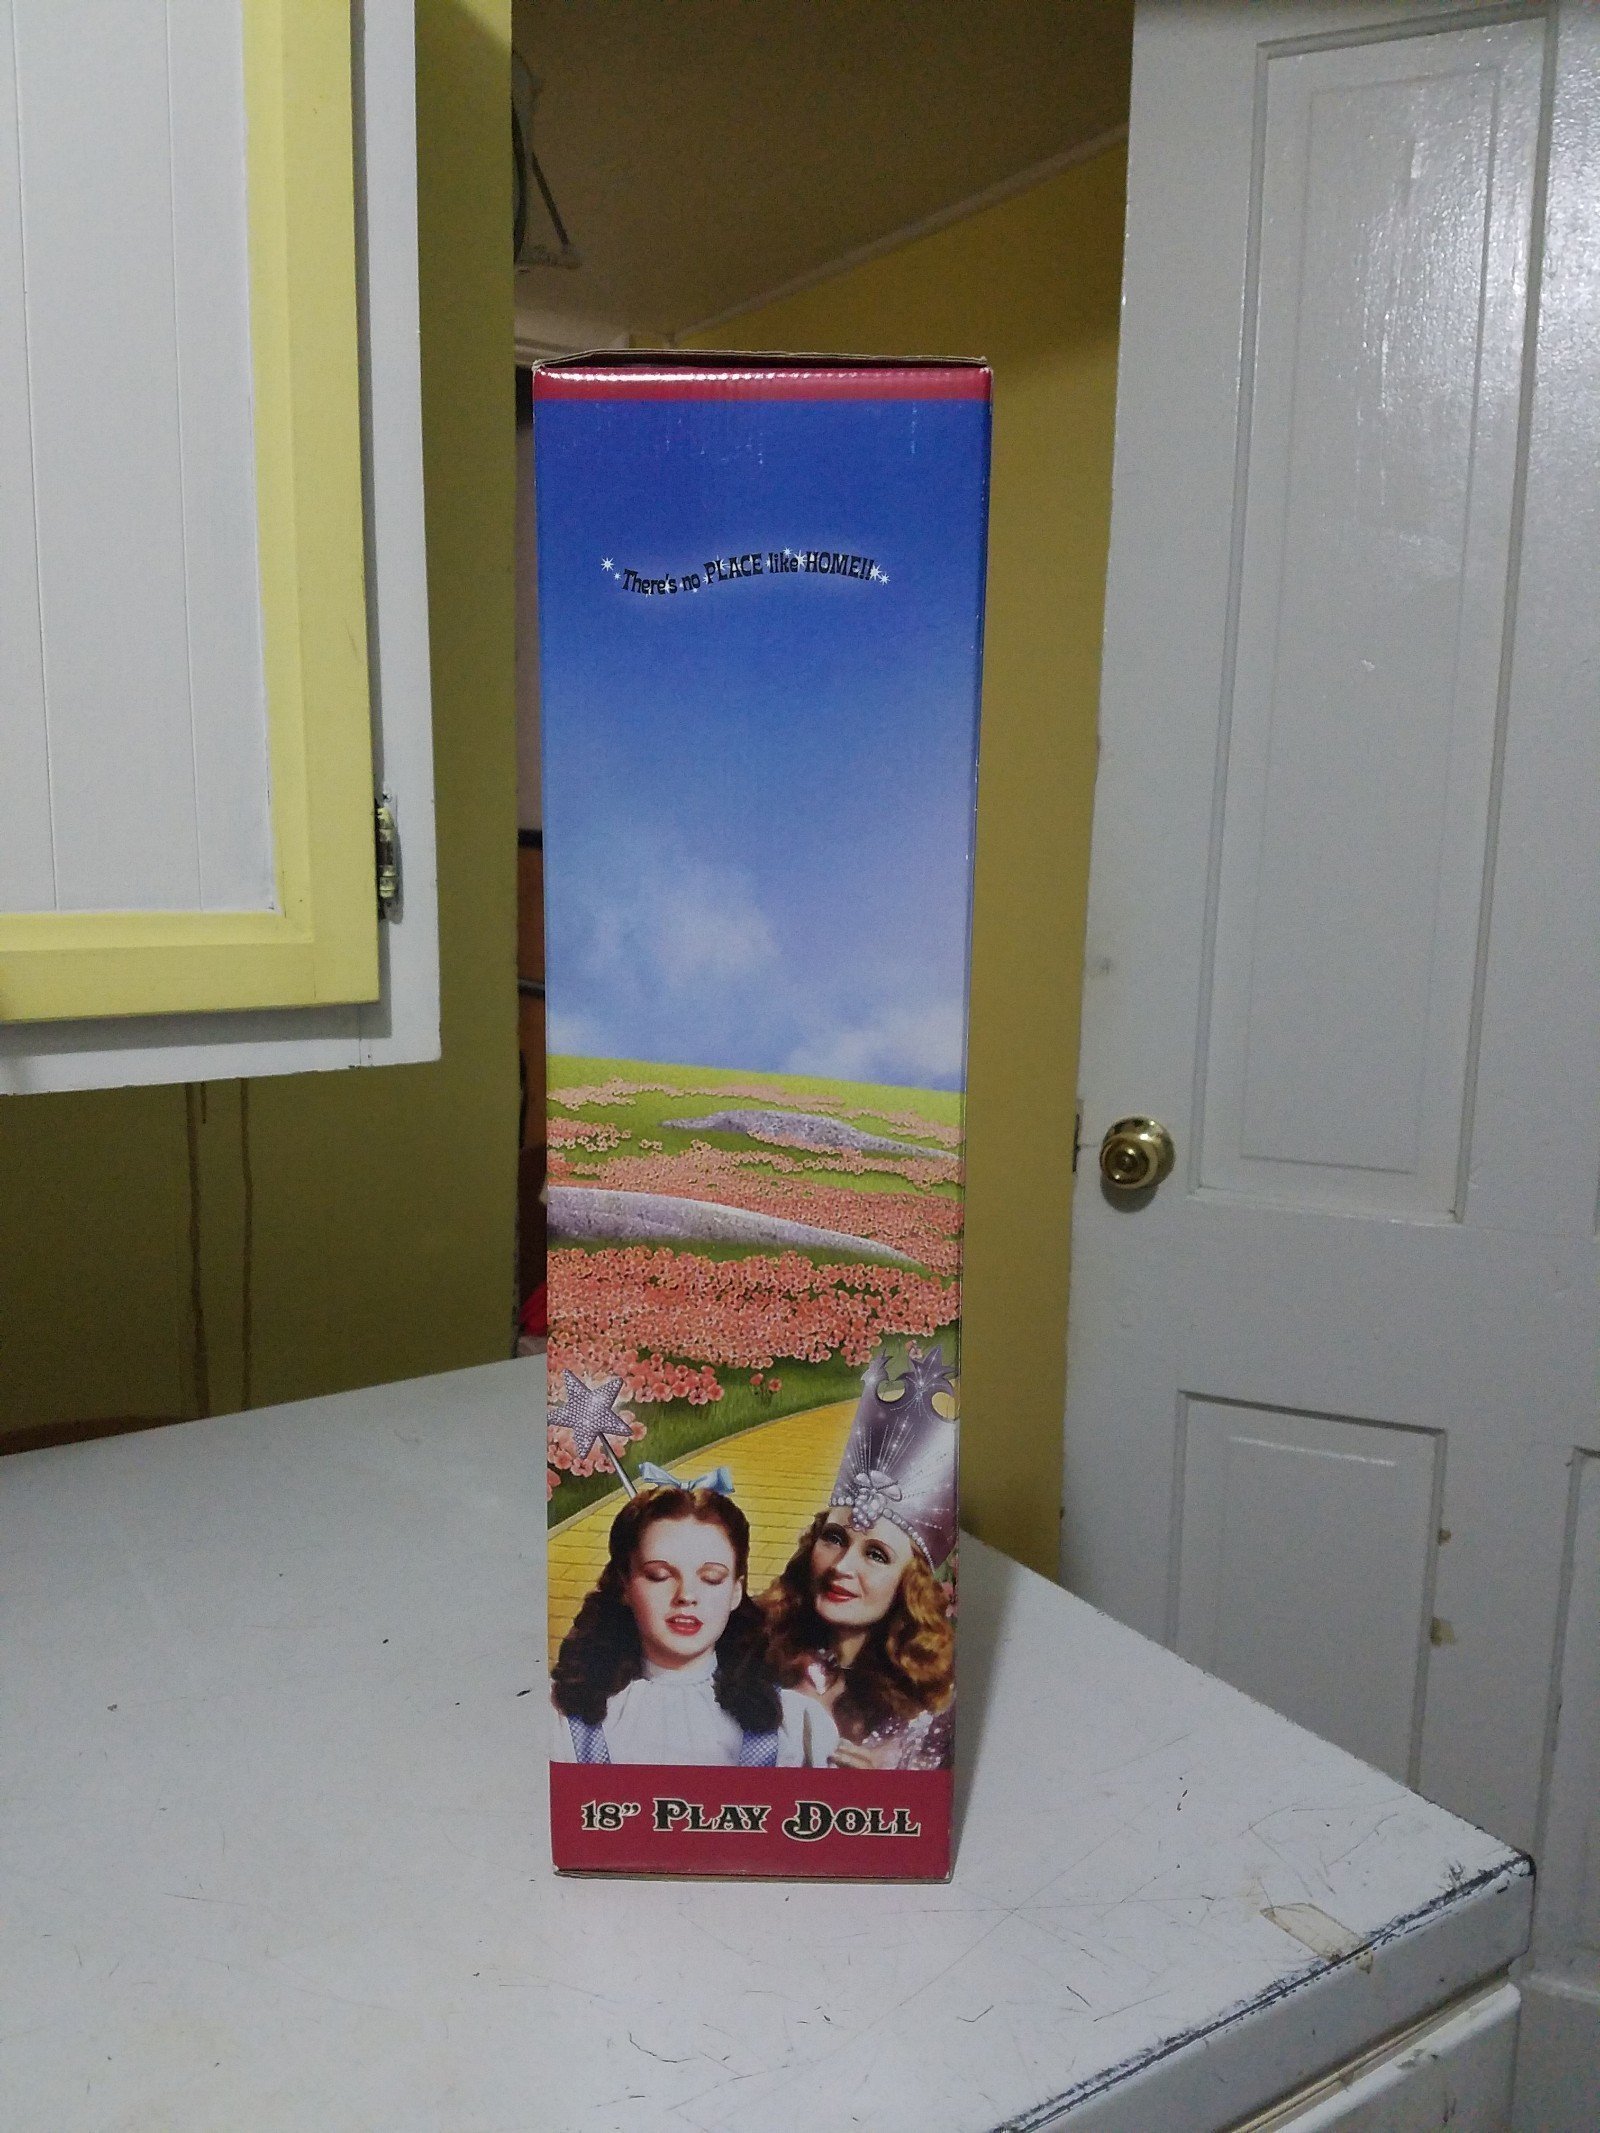 There's no PLACE like HOME!!
18” PLAY DOLL